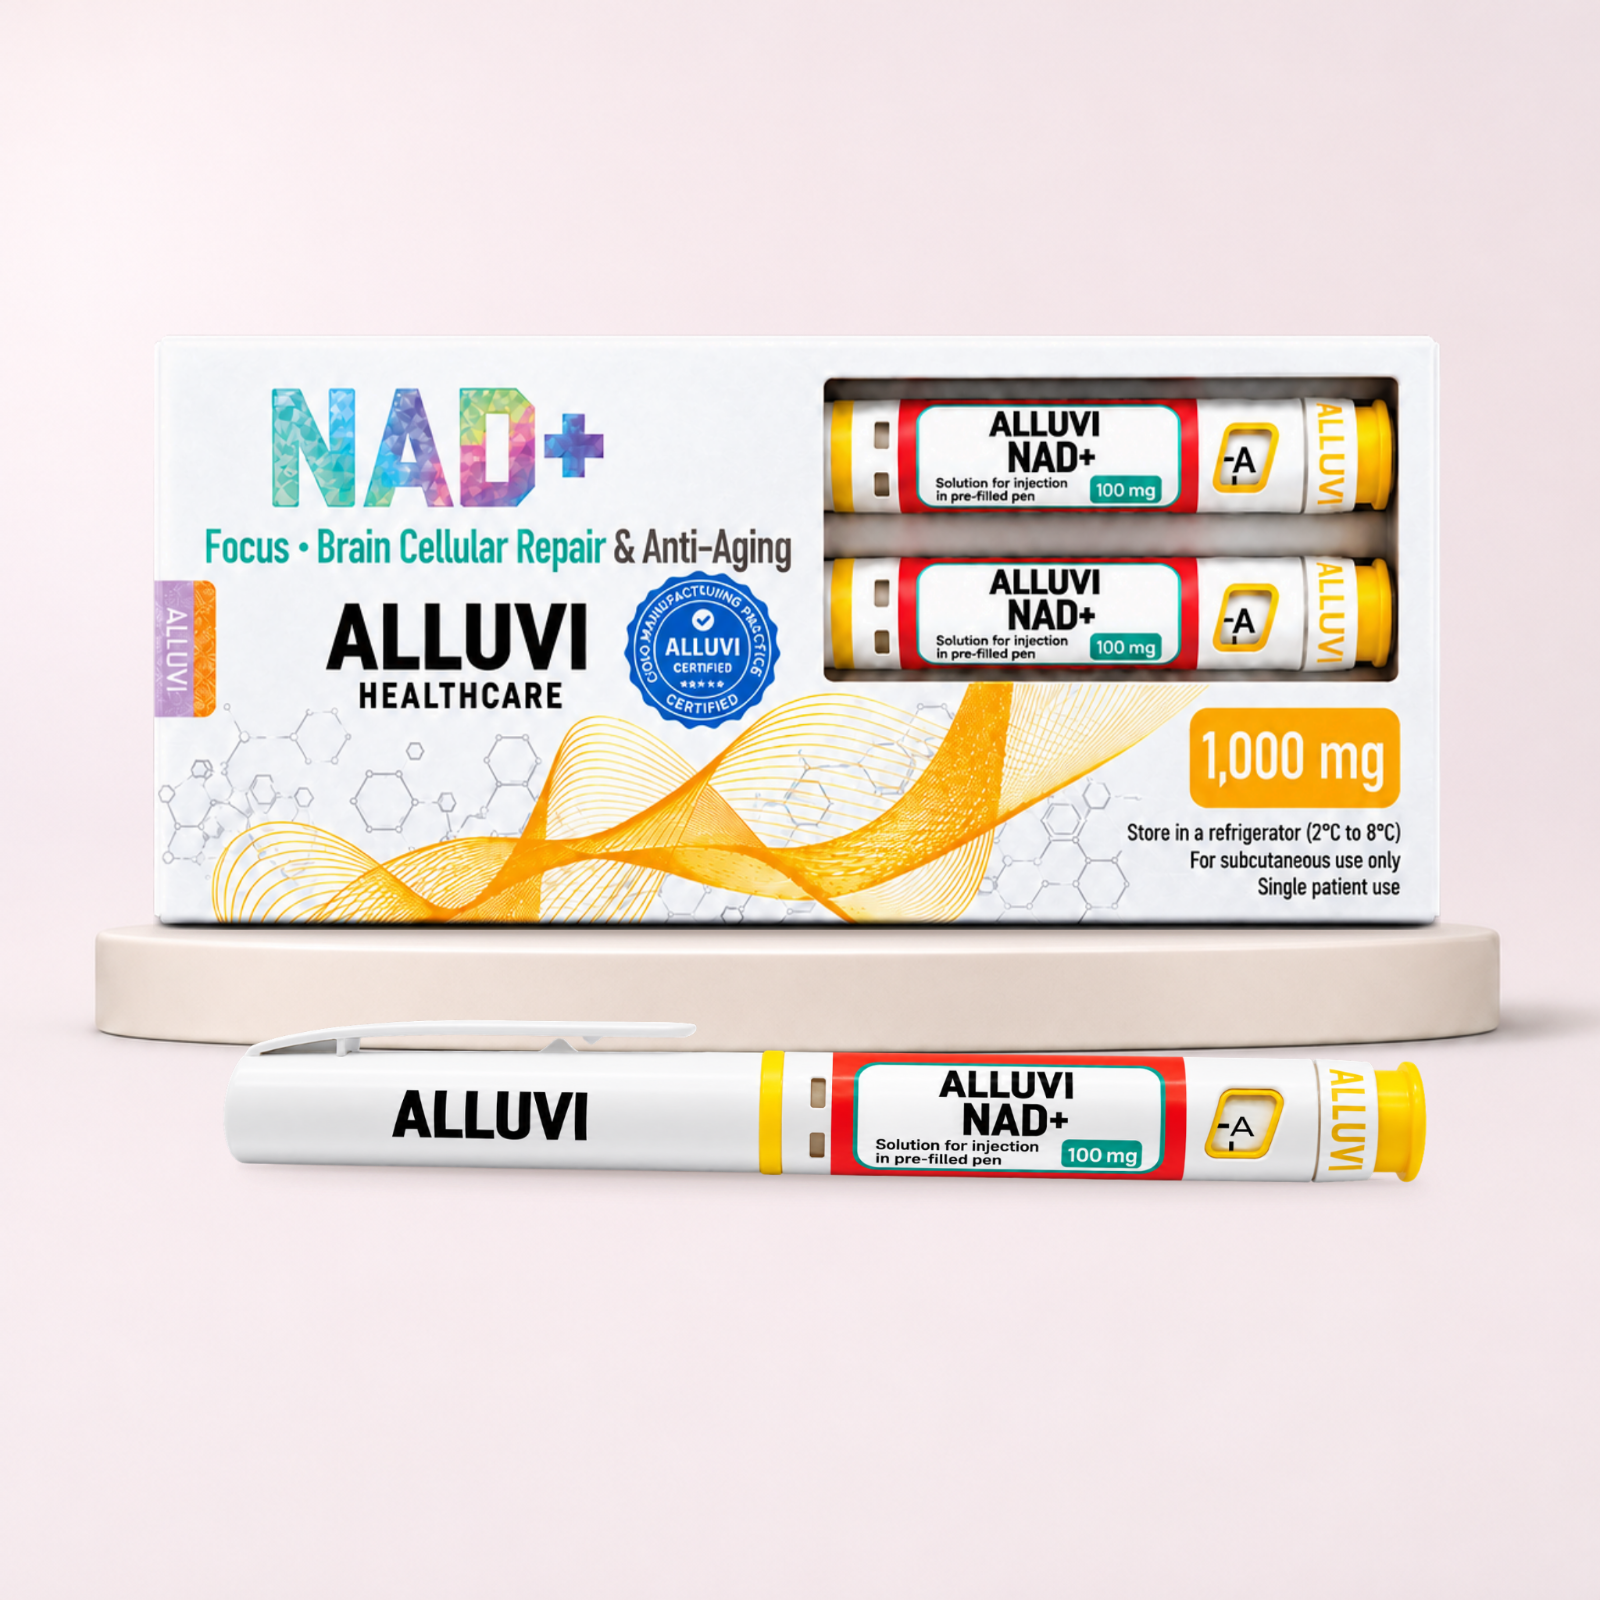 NAD+
Focus • Brain Cellular Repair & Anti-Aging
ALLUVI
HEALTHCARE
ALLUVI
CERTIFIED
CERTIFIED
ALLUVI
ALLUVI
NAD+
Solution for injection
in pre-filled pen
100 mg
-A
ALLUVI
ALLUVI
NAD+
Solution for injection
in pre-filled pen
100 mg
-A
ALLUVI
1,000 mg
Store in a refrigerator (2°C to 8°C)
For subcutaneous use only
Single patient use
ALLUVI
ALLUVI
NAD+
Solution for injection
in pre-filled pen
100 mg
-A
ALLUVI